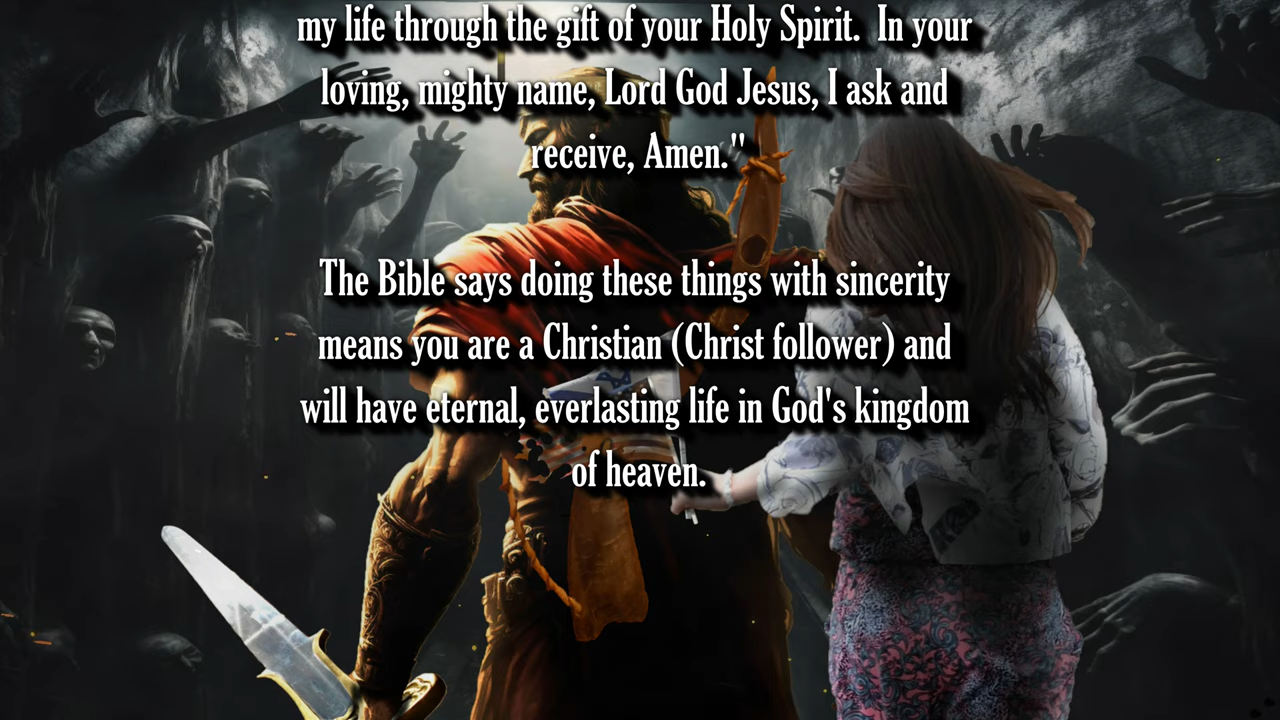 my life through the gift of your Holy Spirit.  In your
loving, mighty name, Lord God Jesus, I ask and
receive, Amen."
The Bible says doing these things with sincerity
means you are a Christian (Christ follower) and
will have eternal, everlasting life in God's kingdom
of heaven.